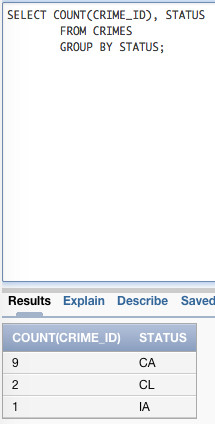 SELECT COUNT(CRIME_ID), STATUS
FROM CRIMES
GROUP BY STATUS;
Results Explain Describe Saved
COUNT(CRIME_ID) STATUS
9 CA
2 CL
1 IA